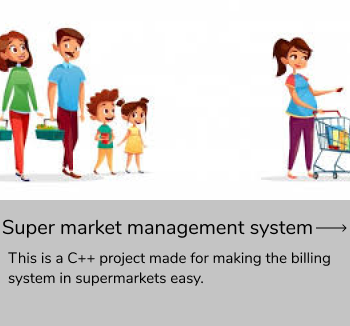 Super market management system
This is a C++ project made for making the billing
system in supermarkets easy.